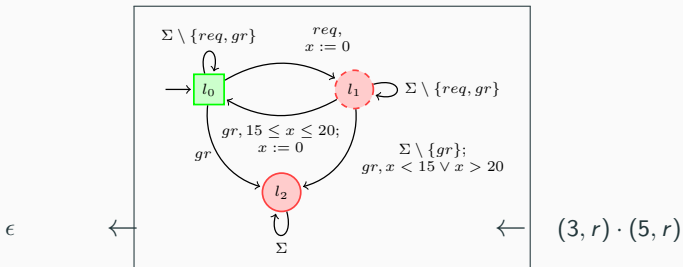 Σ \ {req, gr}
req,
x := 0
l₀
l₁
Σ \ {req, gr}
gr, 15 ≤ x ≤ 20;
x := 0
gr
Σ \ {gr};
gr, x < 15 ∨ x > 20
l₂
Σ
ϵ ← ← (3, r) · (5, r)